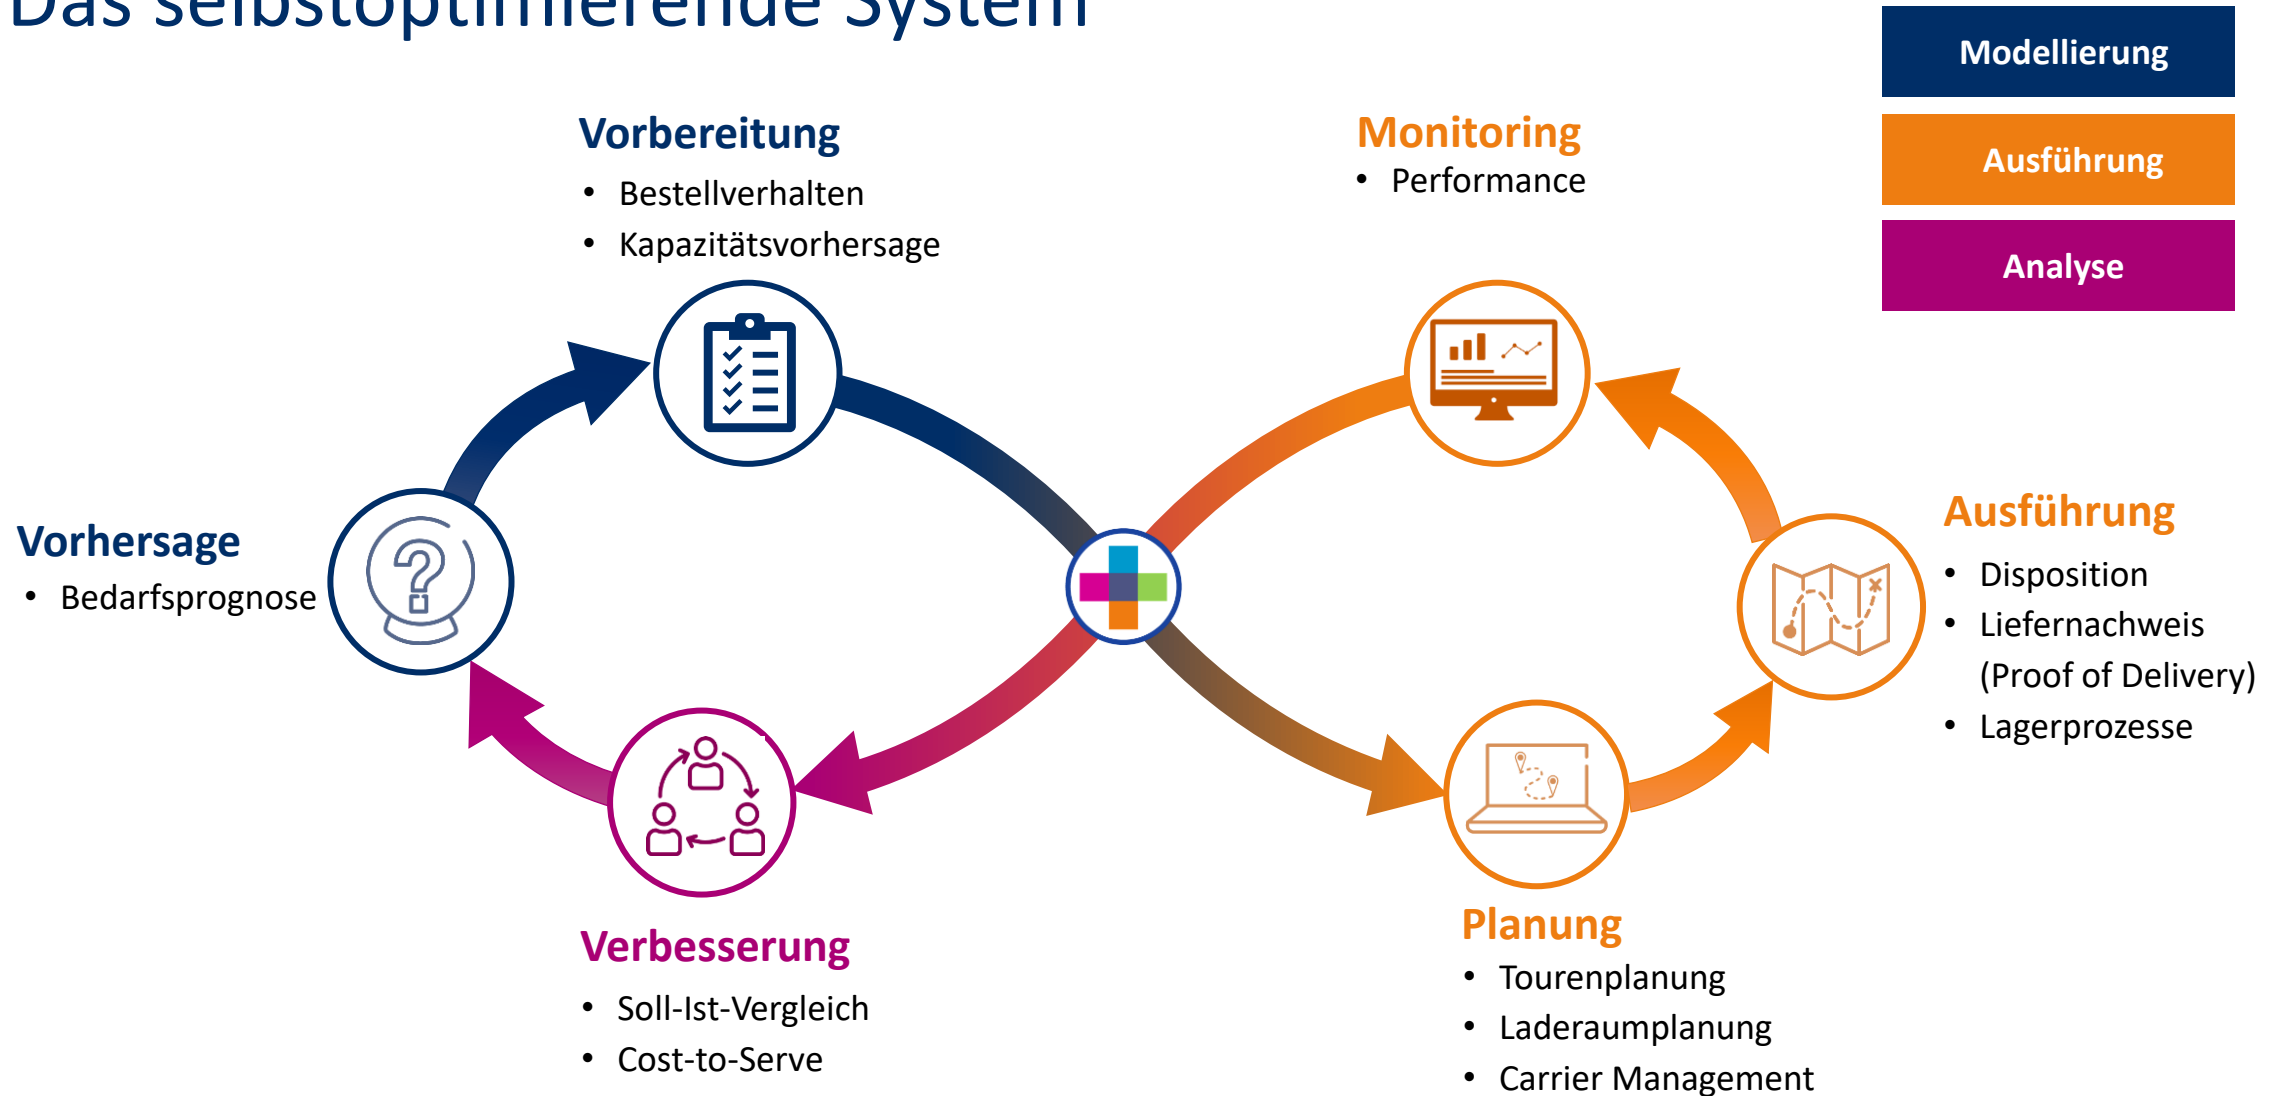 Das selbstoptimierende System
Modellierung
Ausführung
Analyse
Vorbereitung
• Bestellverhalten
• Kapazitätsvorhersage
Monitoring
• Performance
Vorhersage
• Bedarfsprognose
Ausführung
• Disposition
• Liefernachweis
(Proof of Delivery)
• Lagerprozesse
Verbesserung
• Soll-Ist-Vergleich
• Cost-to-Serve
Planung
• Tourenplanung
• Laderaumplanung
• Carrier Management